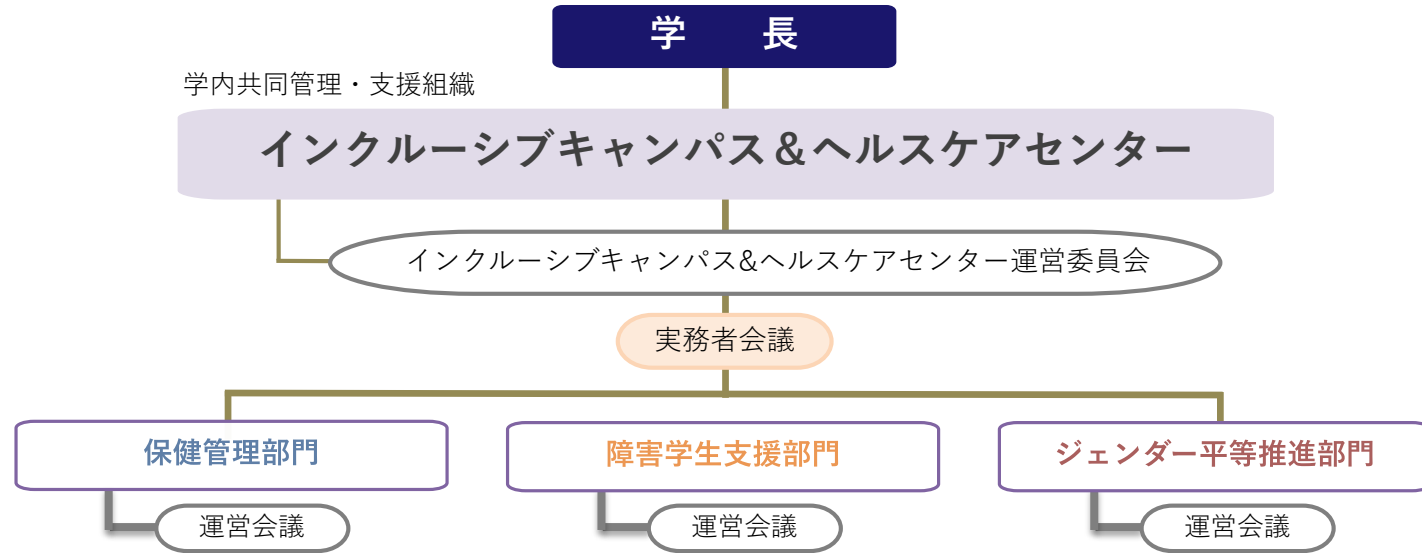 学　　長
学内共同管理・支援組織
インクルーシブキャンパス＆ヘルスケアセンター
インクルーシブキャンパス&ヘルスケアセンター運営委員会
実務者会議
保健管理部門
障害学生支援部門
ジェンダー平等推進部門
運営会議
運営会議
運営会議